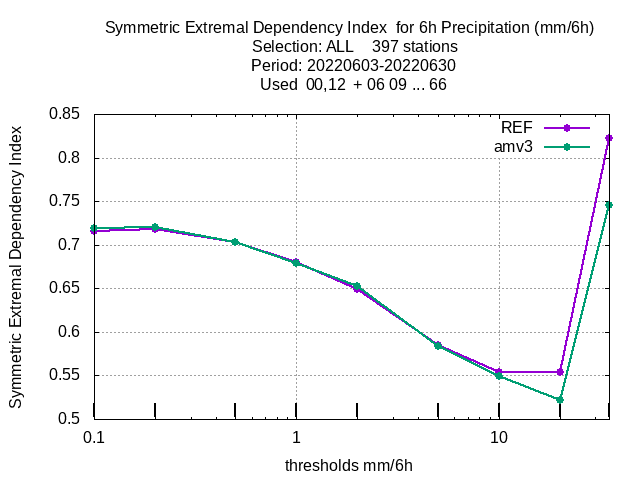 Symmetric Extremal Dependency Index  for 6h Precipitation (mm/6h)
Selection: ALL    397 stations
Period: 20220603-20220630
Used  00,12  + 06 09 ... 66
REF
amv3
Symmetric Extremal Dependency Index
0.85
0.8
0.75
0.7
0.65
0.6
0.55
0.5
0.1
1
10
thresholds mm/6h